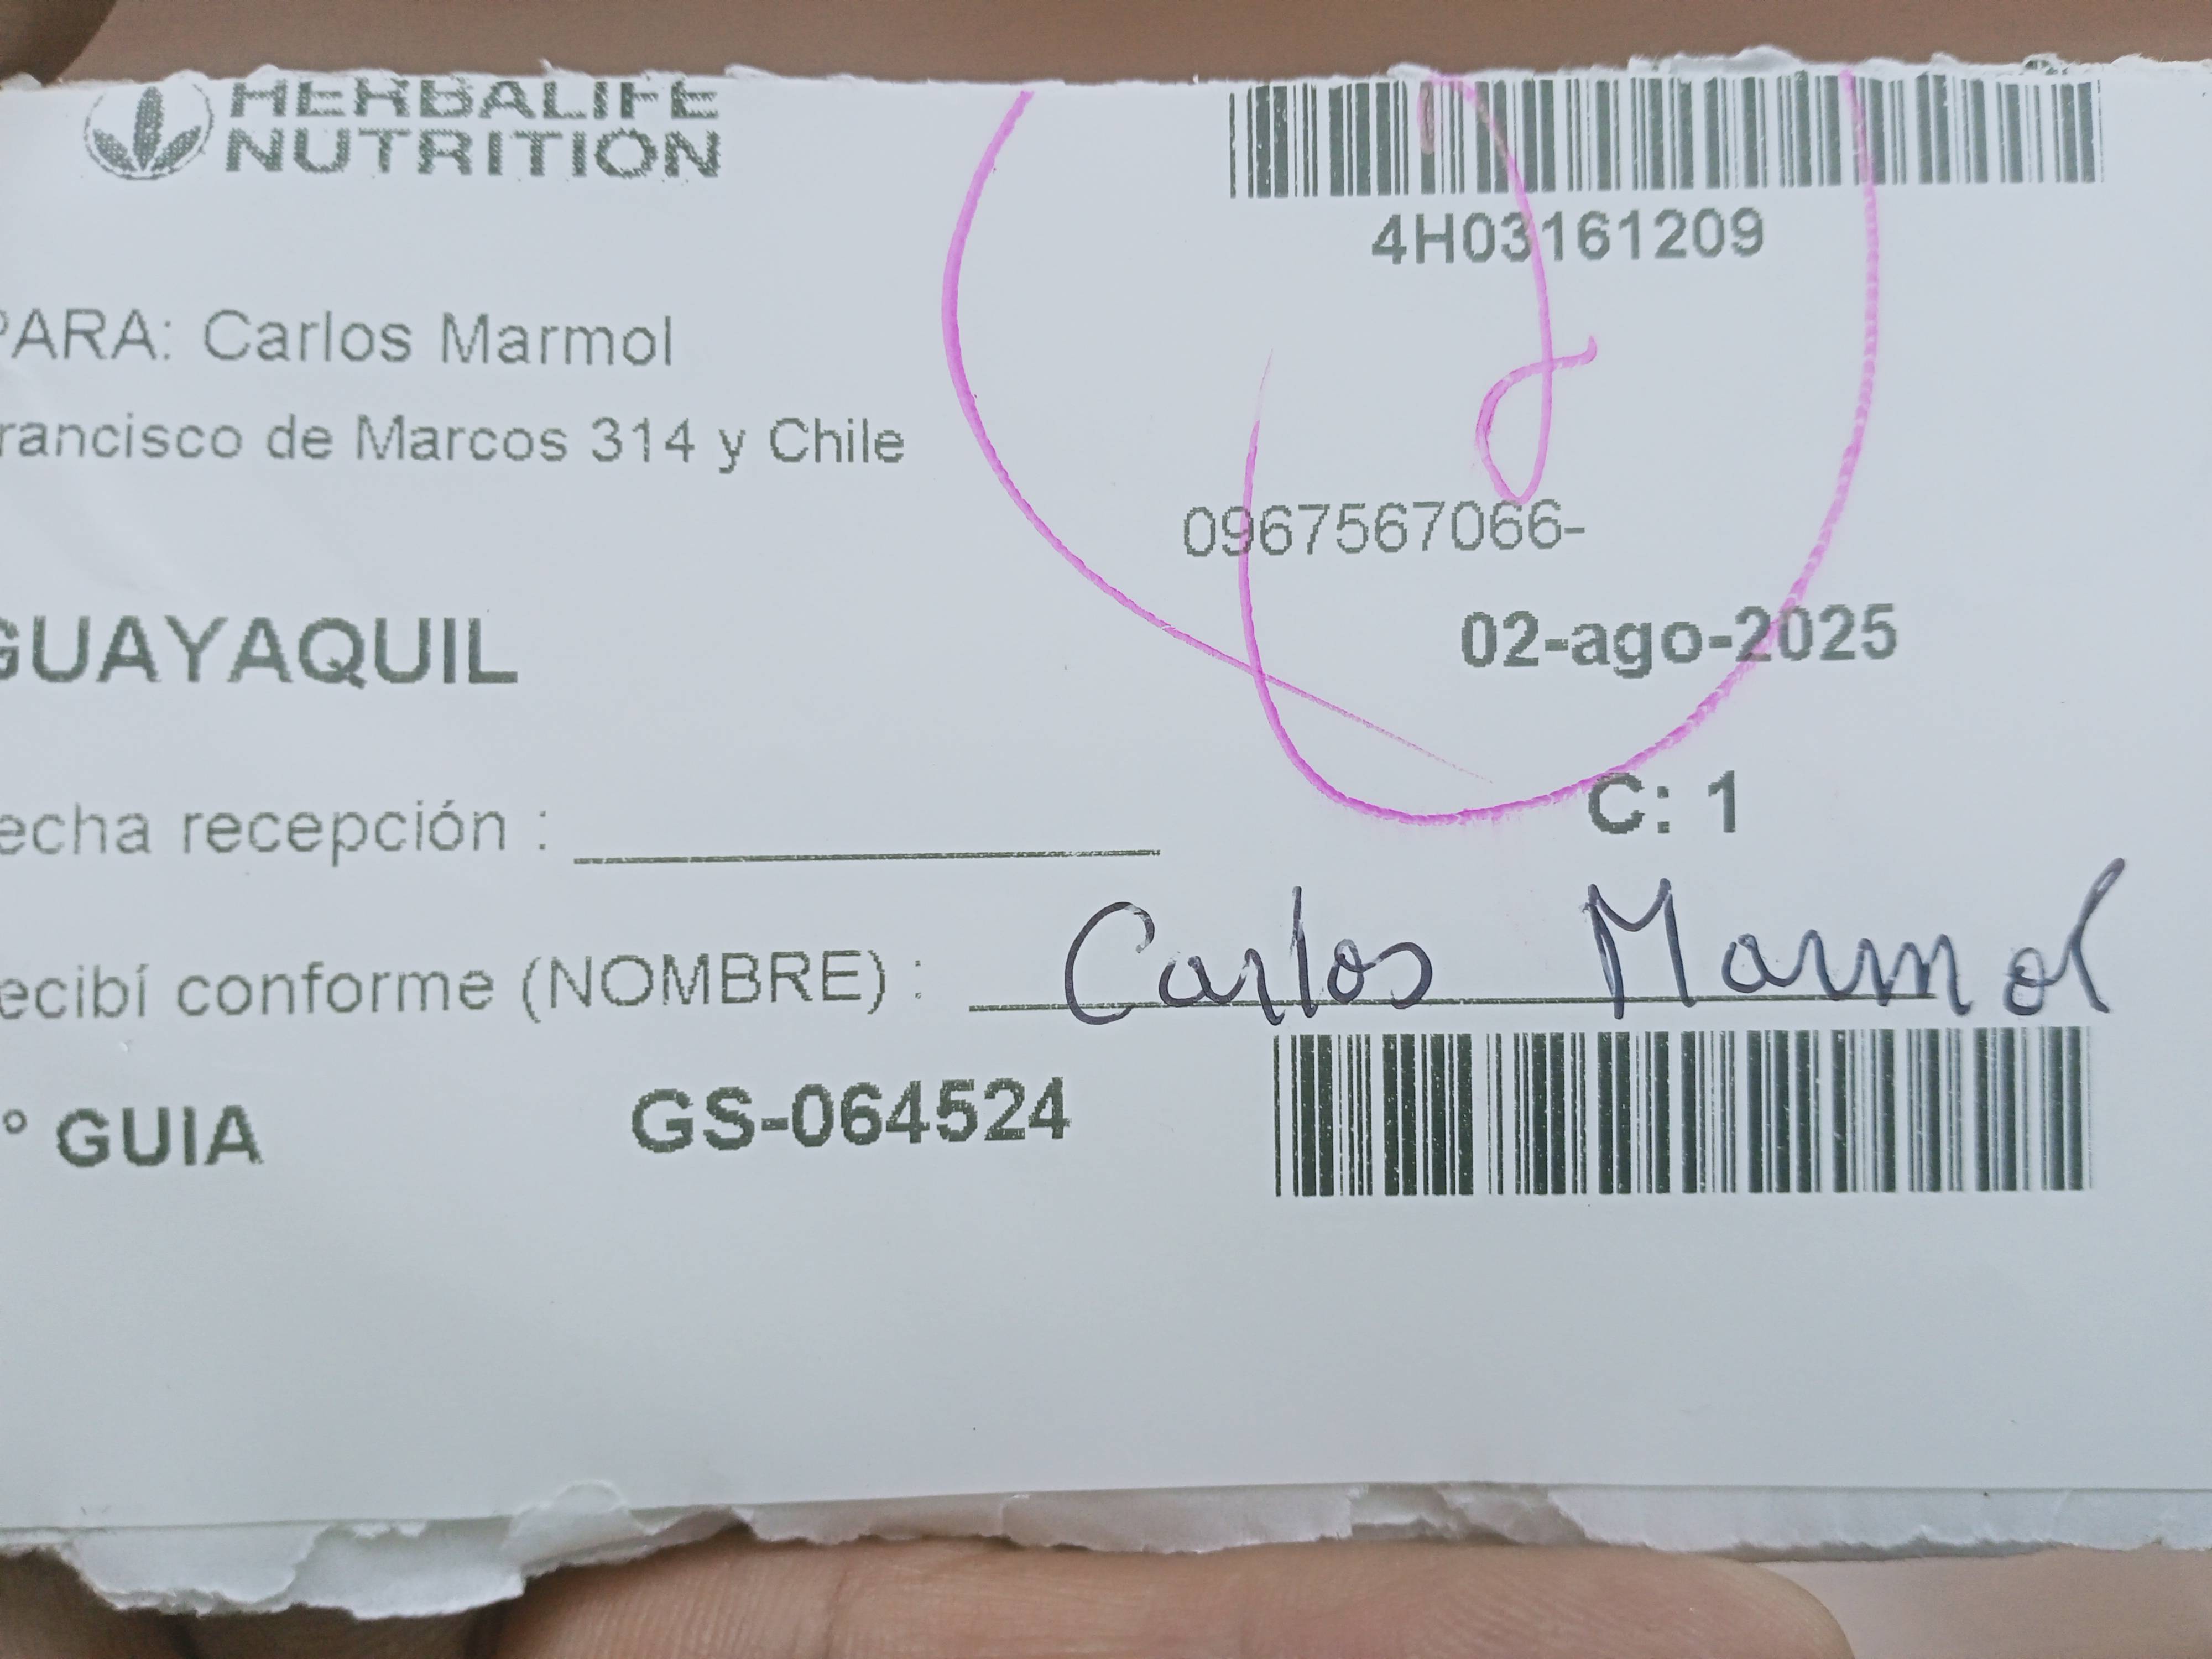 HERBALIFE
NUTRITION
4H03161209
PARA: Carlos Marmol
rancisco de Marcos 314 y Chile
0967567066-
GUAYAQUIL
02-ago-2025
echa recepción :
C: 1
ecibí conforme (NOMBRE) : Carlos Marmol
° GUIA GS-064524